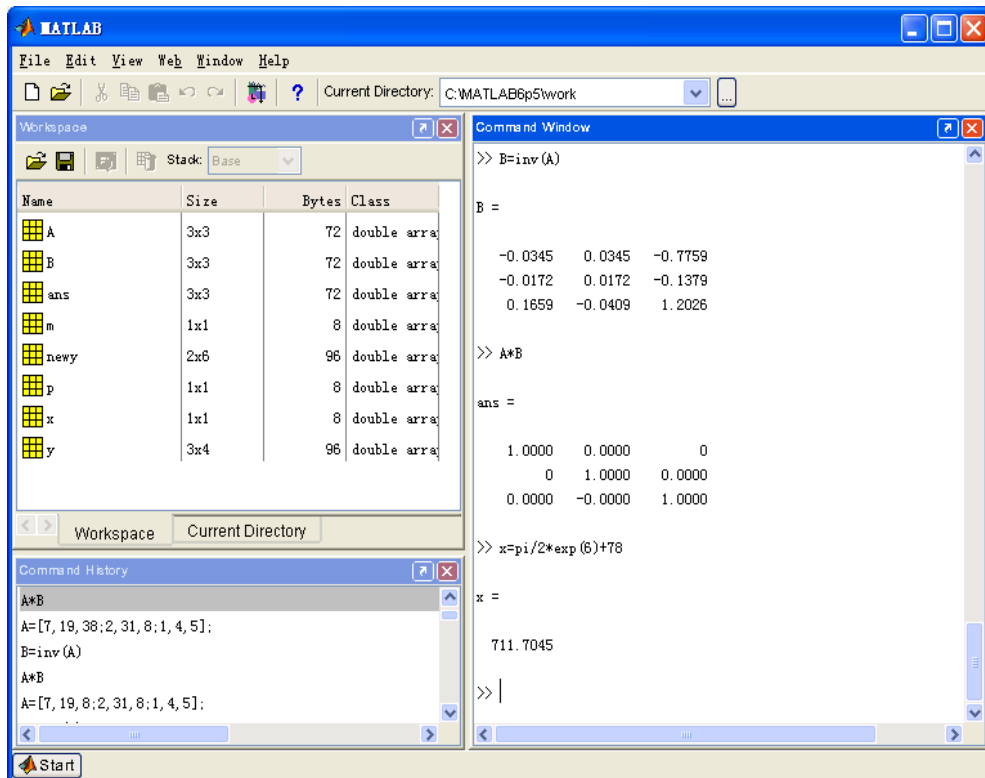 MATLAB
File Edit View Web Window Help
Current Directory: C:\MATLAB6p5\work ...
Workspace
Stack: Base
Name Size Bytes Class
A 3x3 72 double array
B 3x3 72 double array
ans 3x3 72 double array
m 1x1 8 double array
newy 2x6 96 double array
p 1x1 8 double array
x 1x1 8 double array
y 3x4 96 double array
Workspace Current Directory
Command History
A*B
A=[7,19,38;2,31,8;1,4,5];
B=inv(A)
A*B
A=[7,19,8;2,31,8;1,4,5];
Command Window
>> B=inv(A)
B =
-0.0345 0.0345 -0.7759
-0.0172 0.0172 -0.1379
0.1659 -0.0409 1.2026
>> A*B
ans =
1.0000 0.0000 0
0 1.0000 0.0000
0.0000 -0.0000 1.0000
>> x=pi/2*exp(6)+78
x =
711.7045
>>
Start